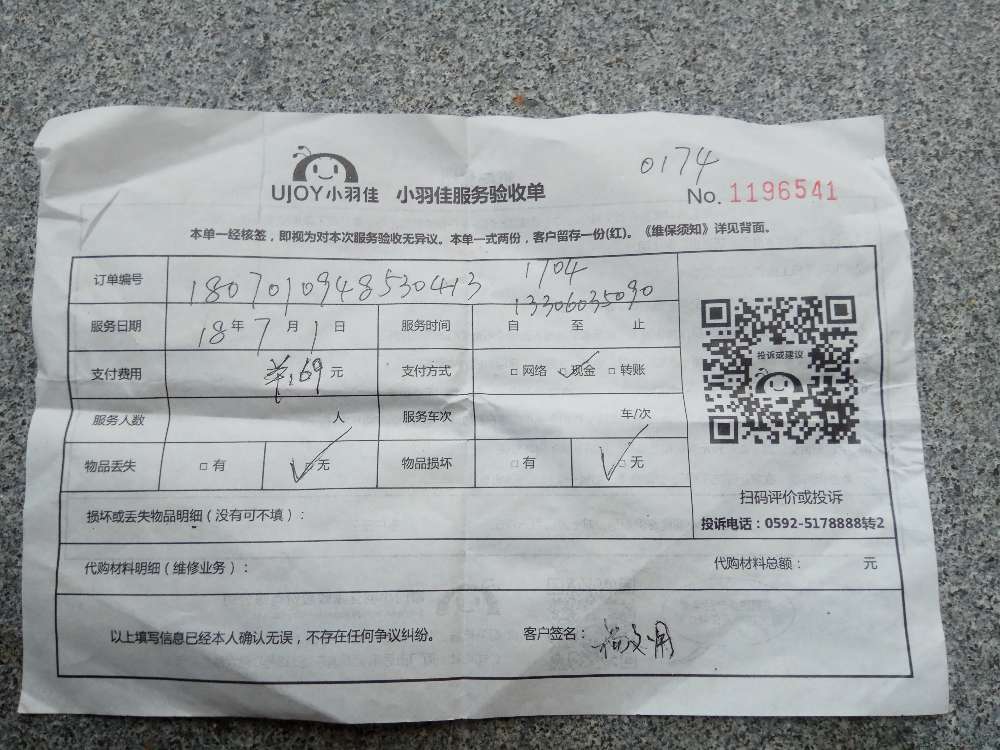 0174
UJOY小羽佳 小羽佳服务验收单 No. 1196541
本单一经核签，即视为对本次服务验收无异议。本单一式两份，客户留存一份(红)。《维保须知》详见背面。
订单编号 180701094853 0413 1704
13306035090
服务日期 18年7月1日 服务时间 自 至 止
支付费用 ¥:69元 支付方式 □网络 ✓现金 □转账
服务人数 人 服务车次 车/次
投诉或建议
物品丢失 □有 ✓□无 物品损坏 □有 ✓□无
扫码评价或投诉
损坏或丢失物品明细（没有可不填）：
投诉电话：0592-5178888转2
代购材料明细（维修业务）： 代购材料总额： 元
以上填写信息已经本人确认无误，不存在任何争议纠纷。 客户签名：